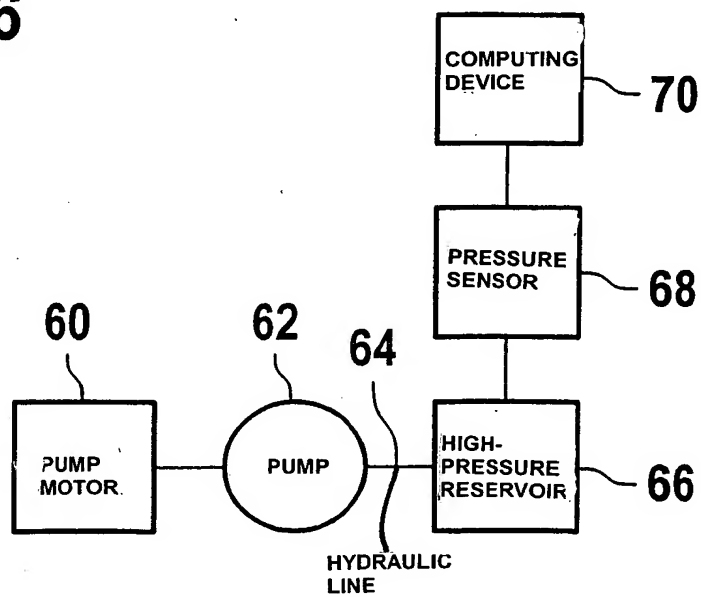 COMPUTING
DEVICE
70
PRESSURE
SENSOR
68
60
62
64
PUMP
MOTOR
PUMP
HIGH-
PRESSURE
RESERVOIR
66
HYDRAULIC
LINE